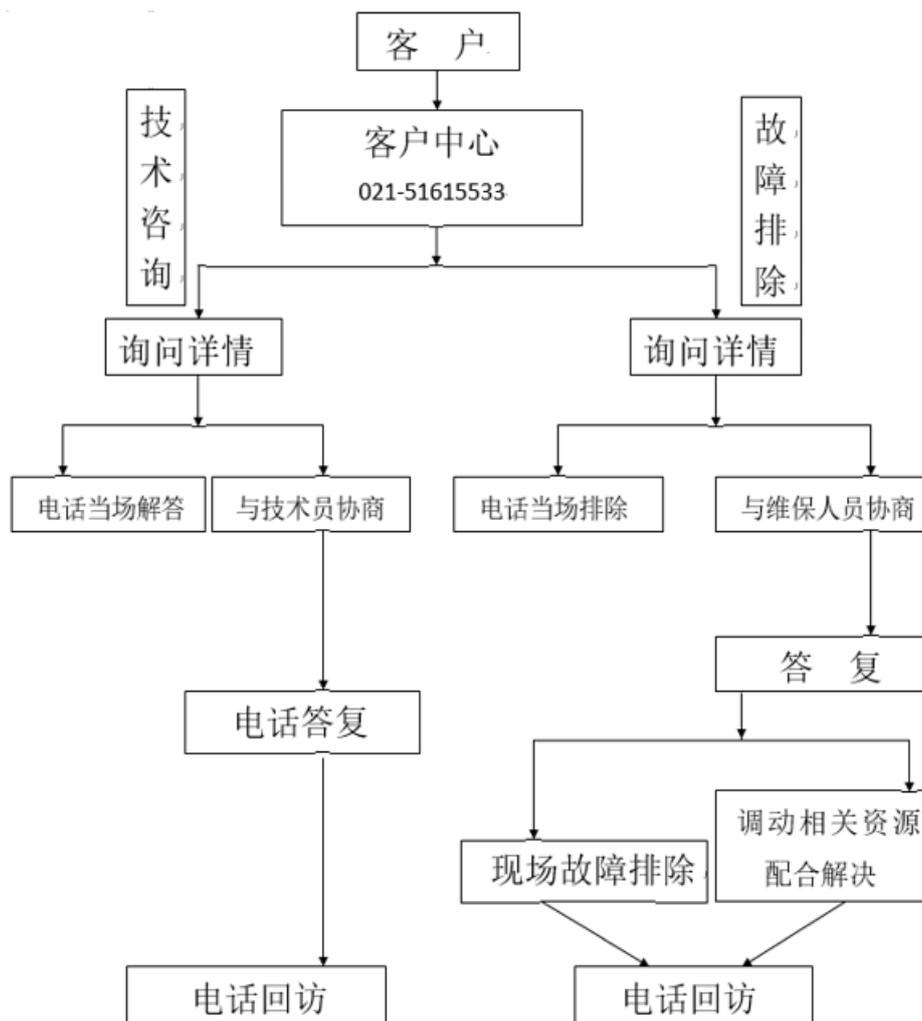 客 户
客户中心
021-51615533
技术咨询
故障排除
询问详情
询问详情
电话当场解答
与技术员协商
电话当场排除
与维保人员协商
答 复
电话答复
调动相关资源
配合解决
现场故障排除
电话回访
电话回访